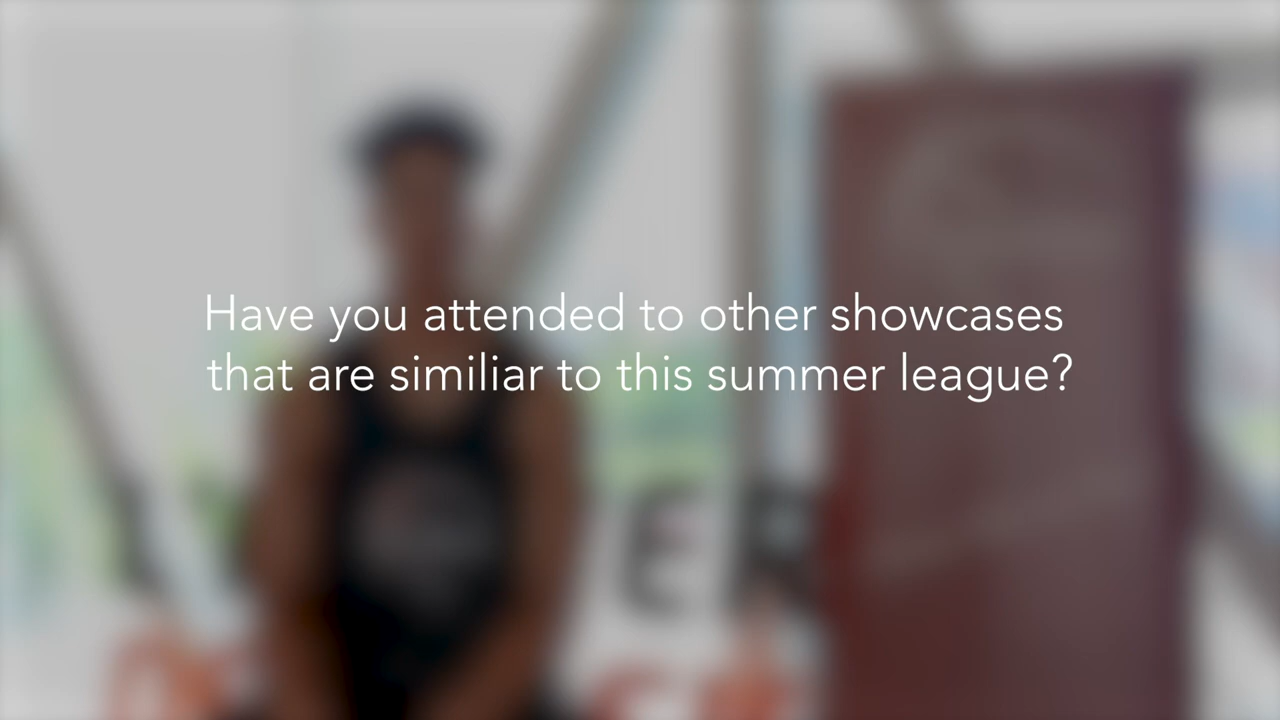 Have you attended to other showcases
that are similiar to this summer league?